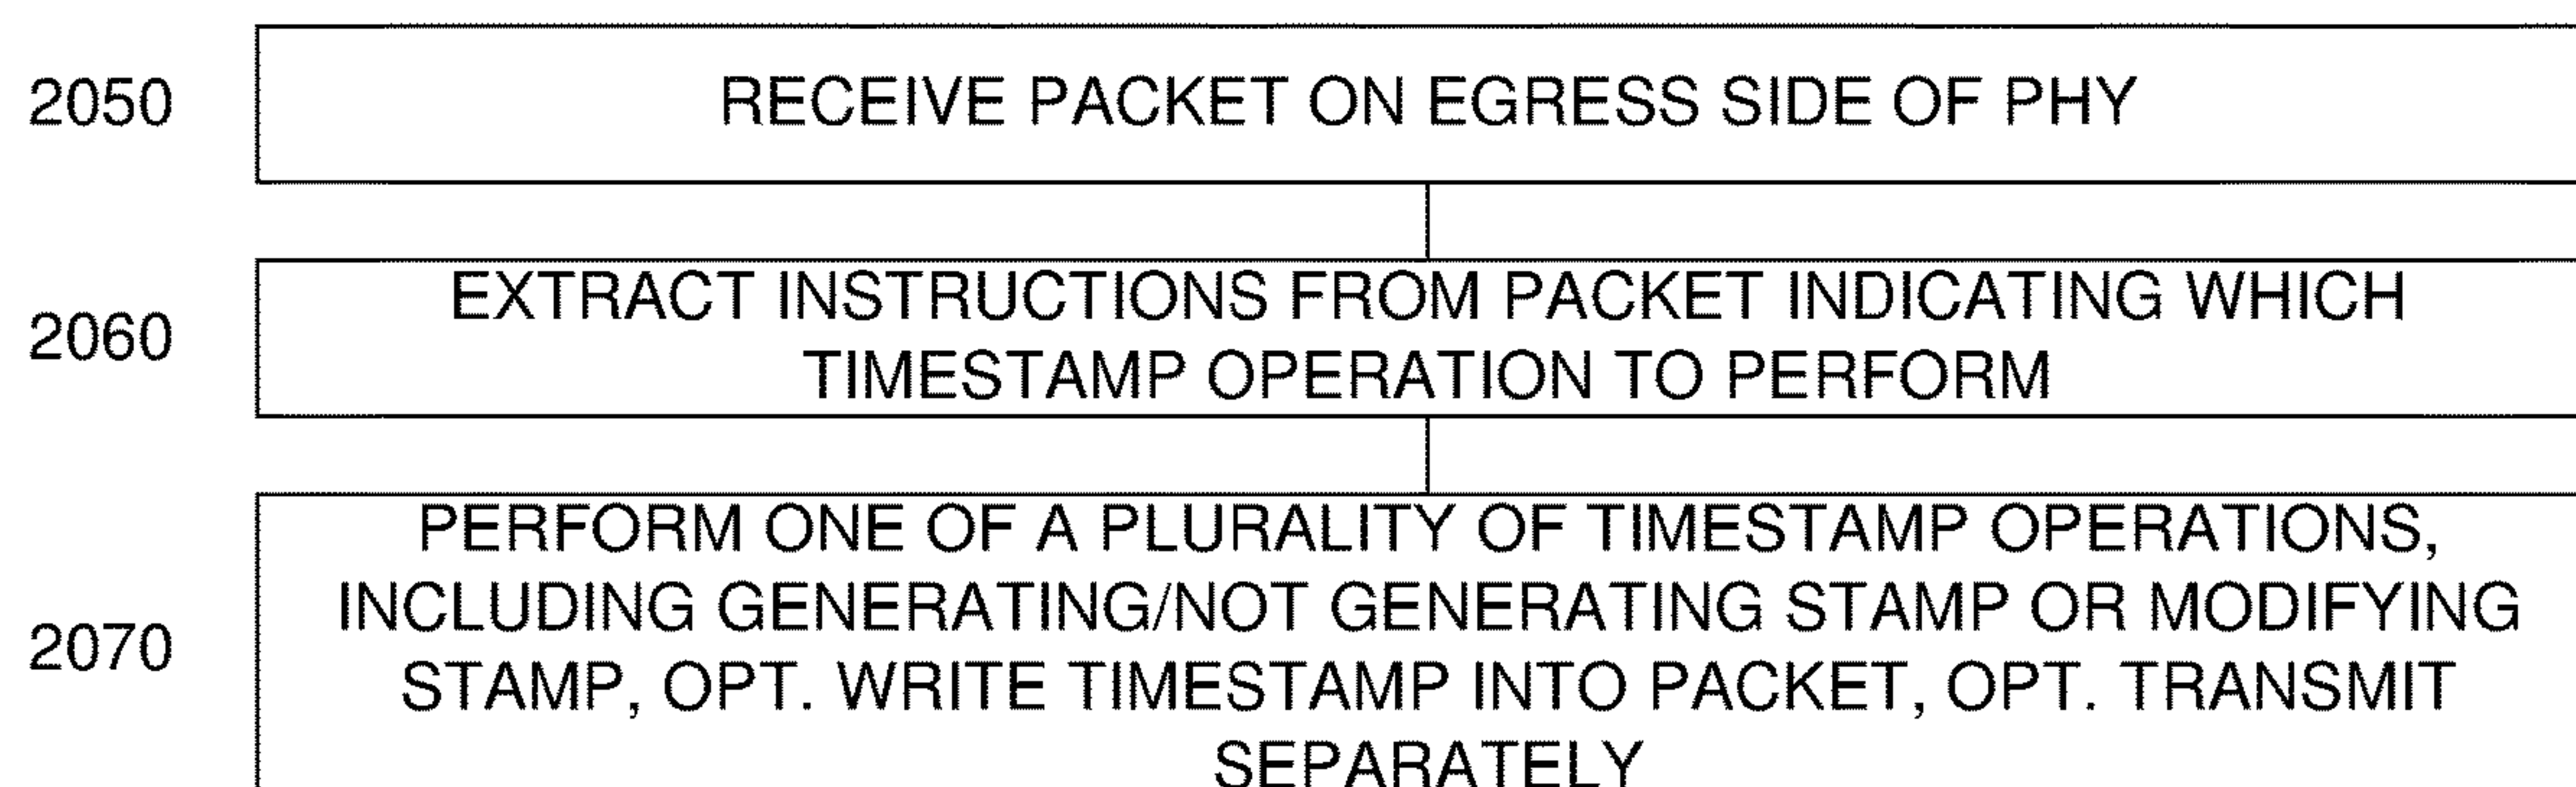 2050
RECEIVE PACKET ON EGRESS SIDE OF PHY
2060
EXTRACT INSTRUCTIONS FROM PACKET INDICATING WHICH
TIMESTAMP OPERATION TO PERFORM
2070
PERFORM ONE OF A PLURALITY OF TIMESTAMP OPERATIONS,
INCLUDING GENERATING/NOT GENERATING STAMP OR MODIFYING
STAMP, OPT. WRITE TIMESTAMP INTO PACKET, OPT. TRANSMIT
SEPARATELY